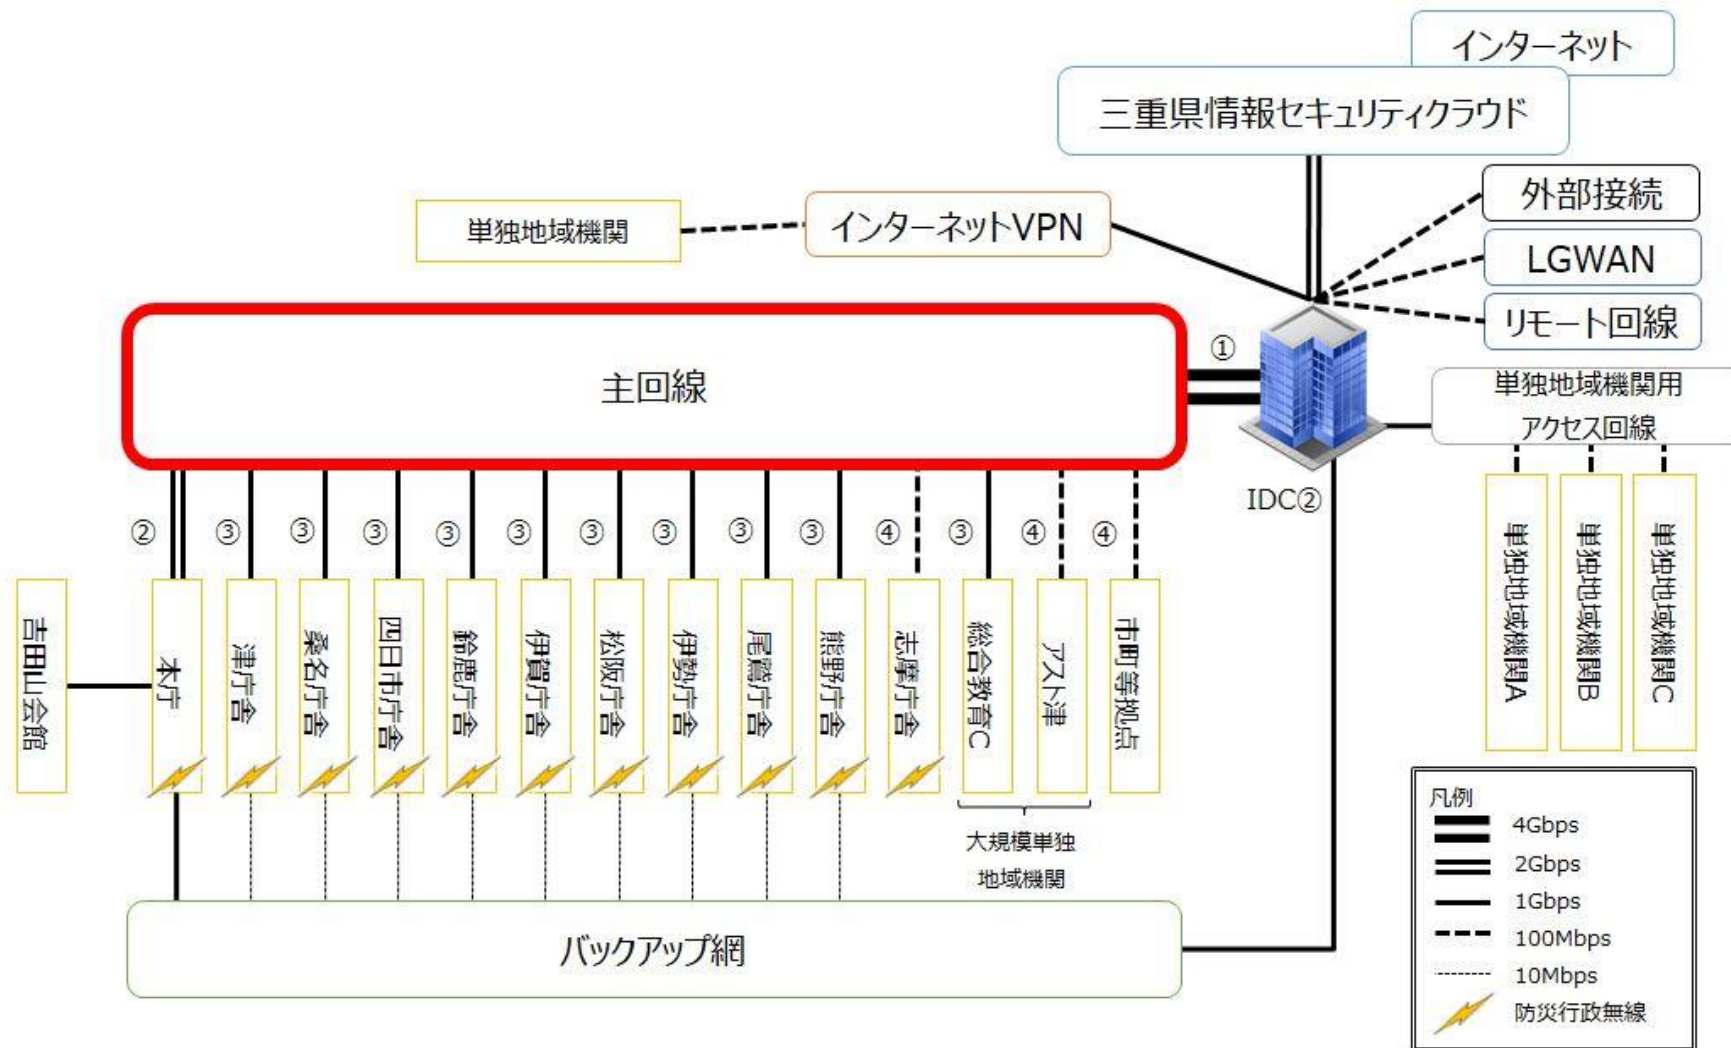 インターネット
三重県情報セキュリティクラウド
外部接続
単独地域機関
インターネットVPN
LGWAN
リモート回線
①
主回線
単独地域機関用
アクセス回線
IDC②
②
③
③
③
③
③
③
③
③
③
④
③
④
④
吉田山会館
本庁
津庁舎
桑名庁舎
四日市庁舎
鈴鹿庁舎
伊賀庁舎
松阪庁舎
伊勢庁舎
尾鷲庁舎
熊野庁舎
志摩庁舎
総合教育C
アスト津
市町等拠点
単独地域機関A
単独地域機関B
単独地域機関C
大規模単独
地域機関
バックアップ網
凡例
4Gbps
2Gbps
1Gbps
100Mbps
10Mbps
防災行政無線